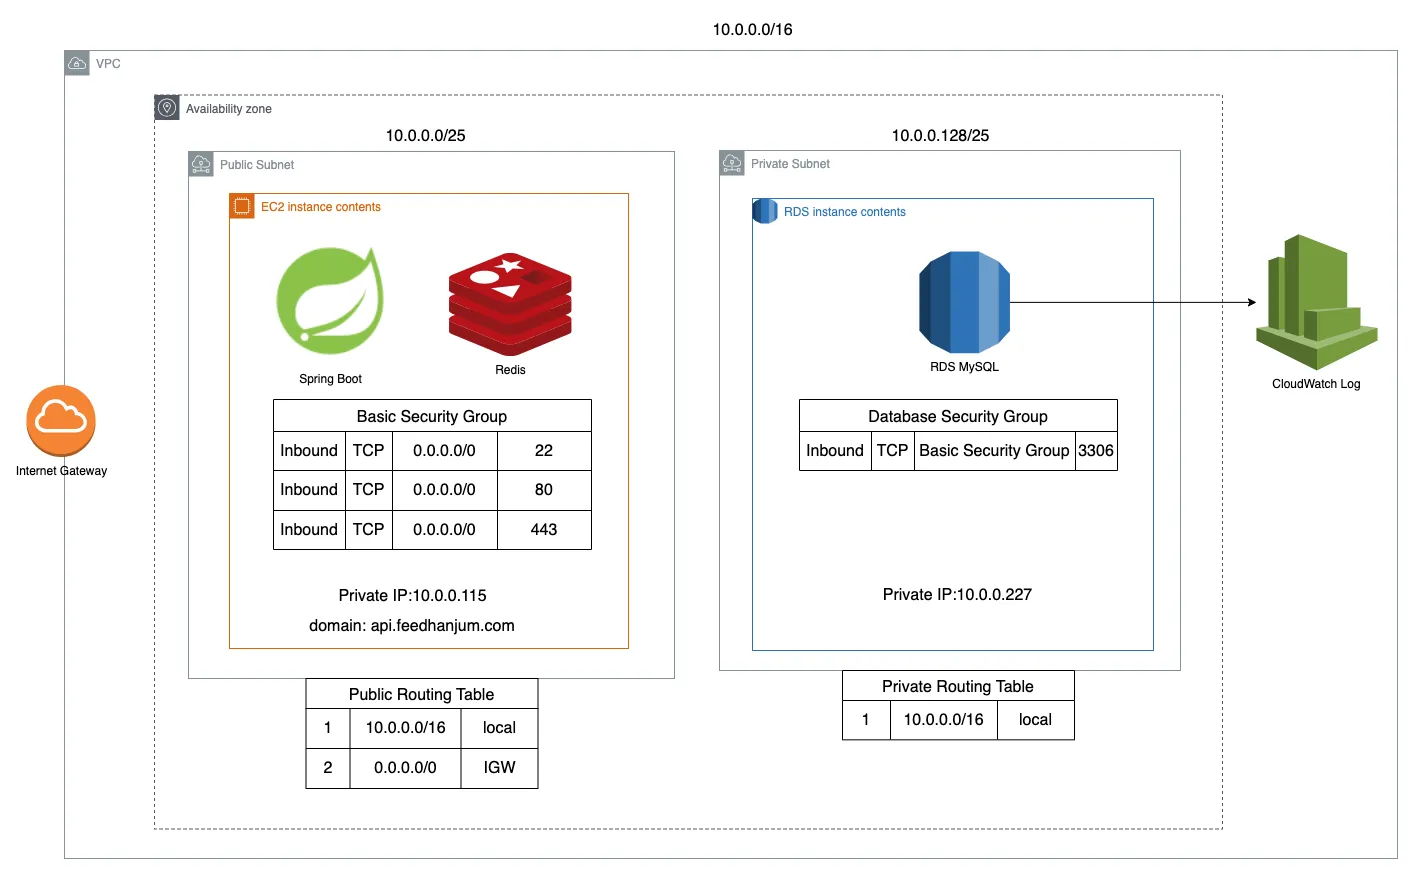 10.0.0.0/16
VPC
Availability zone
10.0.0.0/25
Public Subnet
EC2 instance contents
Spring Boot
Redis
Basic Security Group
Inbound TCP 0.0.0.0/0 22
Inbound TCP 0.0.0.0/0 80
Inbound TCP 0.0.0.0/0 443
Private IP:10.0.0.115
domain: api.feedhanjum.com
Public Routing Table
1 10.0.0.0/16 local
2 0.0.0.0/0 IGW
10.0.0.128/25
Private Subnet
RDS instance contents
RDS MySQL
Database Security Group
Inbound TCP Basic Security Group 3306
Private IP:10.0.0.227
Private Routing Table
1 10.0.0.0/16 local
CloudWatch Log
Internet Gateway